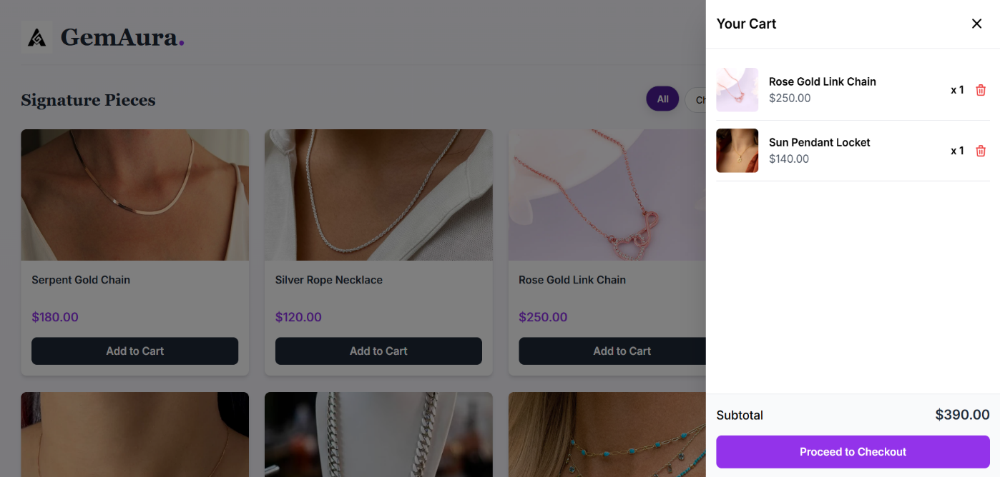 GemAura.
Signature Pieces
All
Ch
Serpent Gold Chain
$180.00
Add to Cart
Silver Rope Necklace
$120.00
Add to Cart
Rose Gold Link Chain
$250.00
Add to Cart
Your Cart
Rose Gold Link Chain
$250.00
x 1
Sun Pendant Locket
$140.00
x 1
Subtotal
$390.00
Proceed to Checkout